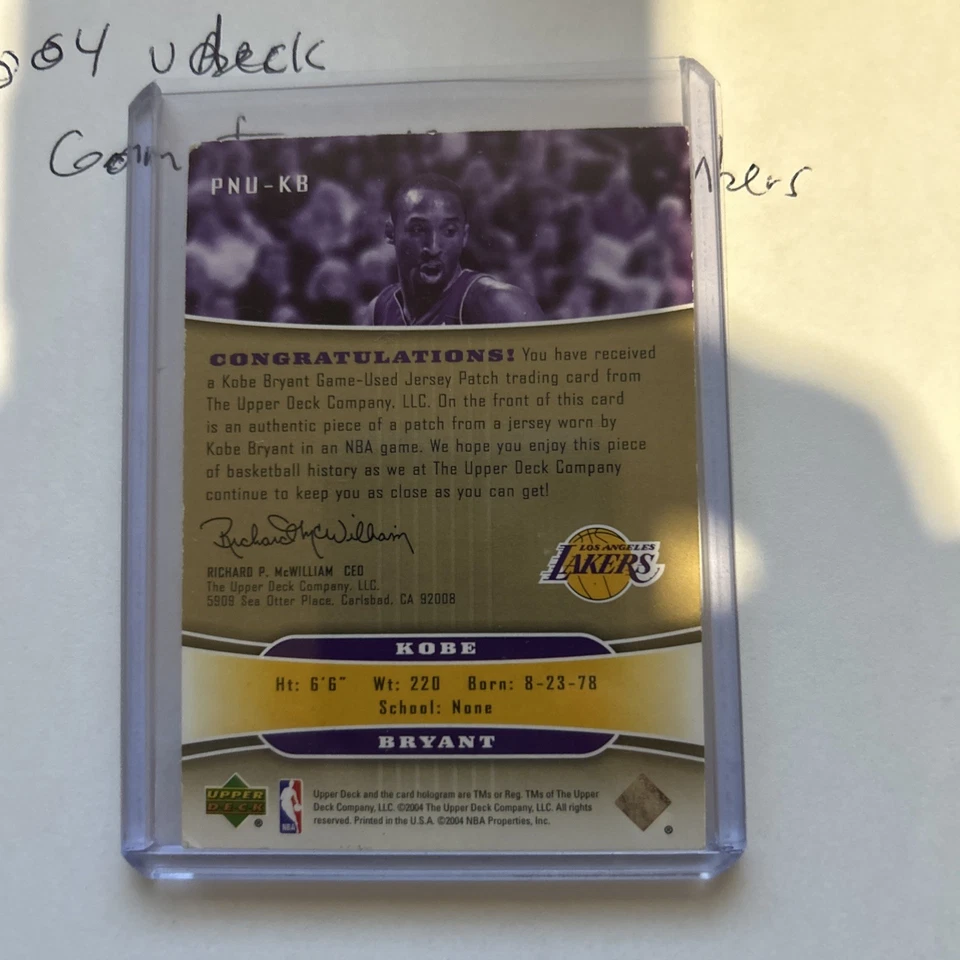 04 UDeck
PNU-KB
CONGRATULATIONS! You have received
a Kobe Bryant Game-Used Jersey Patch trading card from
The Upper Deck Company, LLC. On the front of this card
is an authentic piece of a patch from a jersey worn by
Kobe Bryant in an NBA game. We hope you enjoy this piece
of basketball history as we at The Upper Deck Company
continue to keep you as close as you can get!
Richard McWilliam
RICHARD P. McWILLIAM CEO
The Upper Deck Company, LLC.
5909 Sea Otter Place, Carlsbad, CA 92008
LOS ANGELES
LAKERS
KOBE
Ht: 6'6" Wt: 220 Born: 8-23-78
School: None
BRYANT
UPPER
DECK
®
NBA
Upper Deck and the card hologram are TMs or Reg. TMs of The Upper
Deck Company, LLC. ©2004 The Upper Deck Company, LLC. All rights
reserved. Printed in the U.S.A. ©2004 NBA Properties, Inc.
®